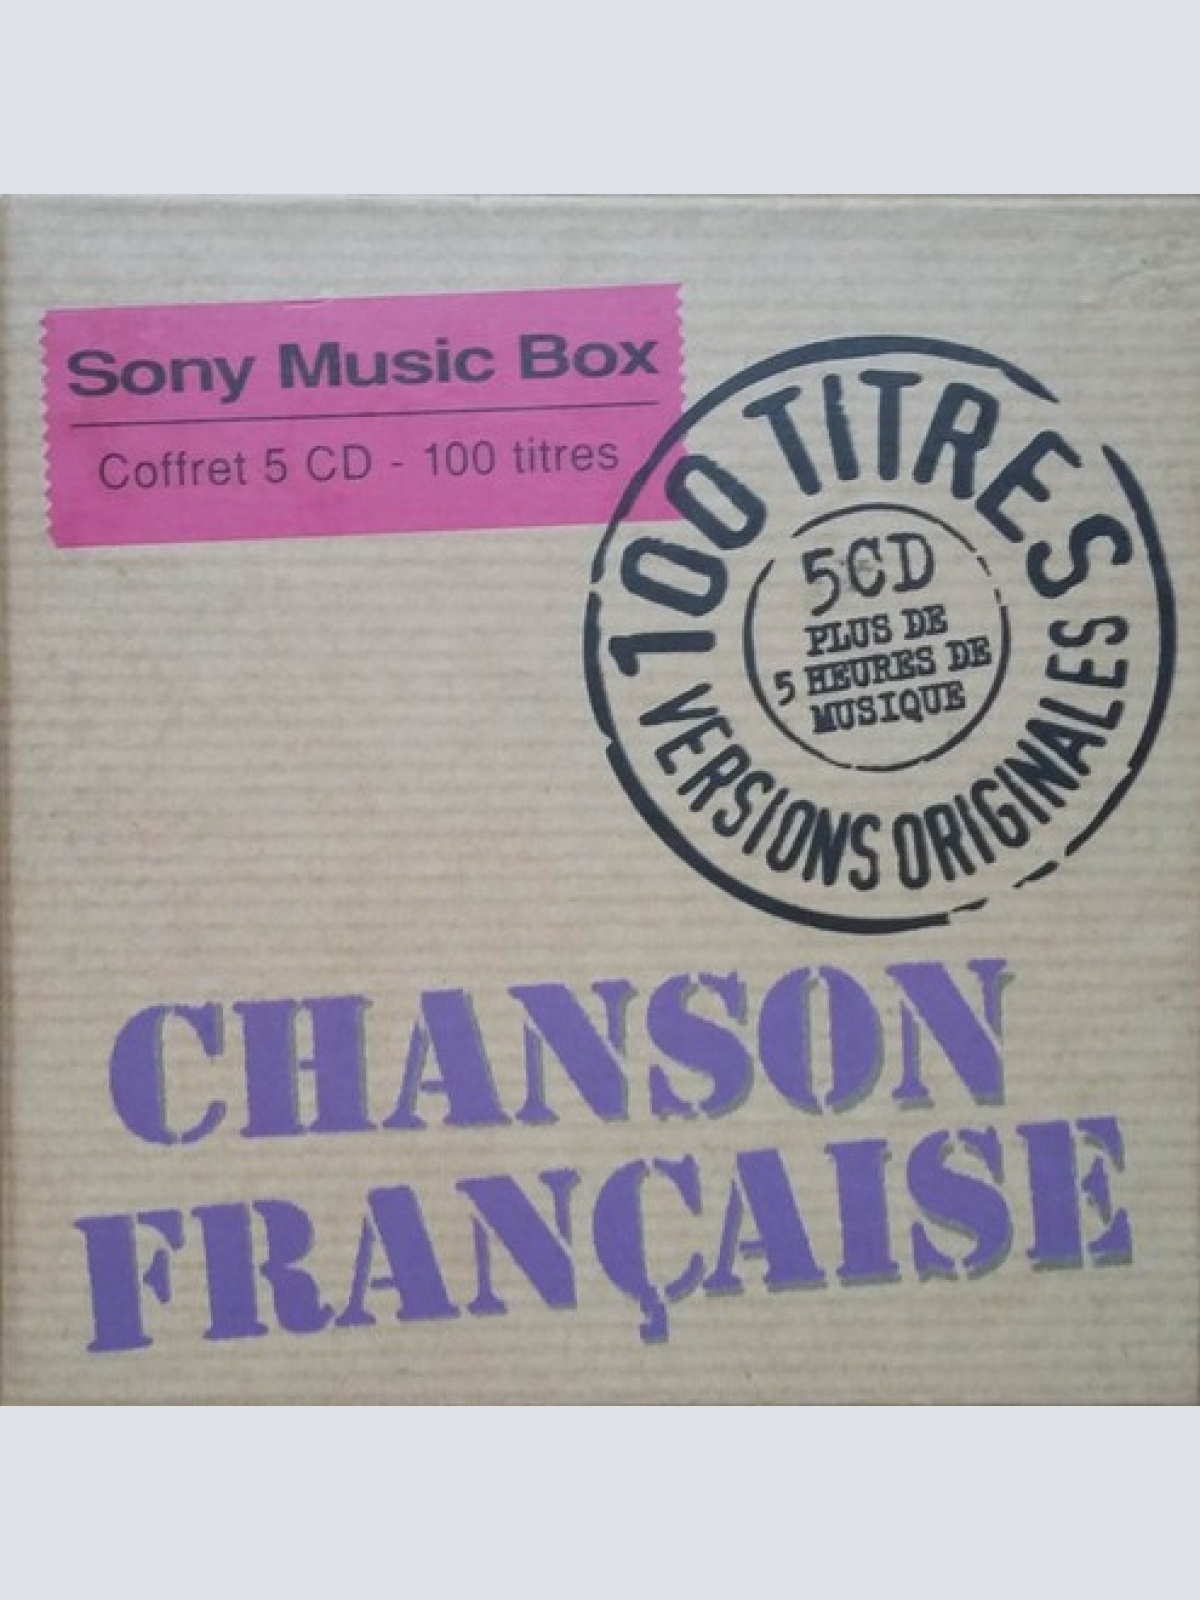 Sony Music Box
Coffret 5 CD - 100 titres
100 TITRES
5CD
PLUS DE
5 HEURES DE
MUSIQUE
VERSIONS ORIGINALES
CHANSON
FRANÇAISE